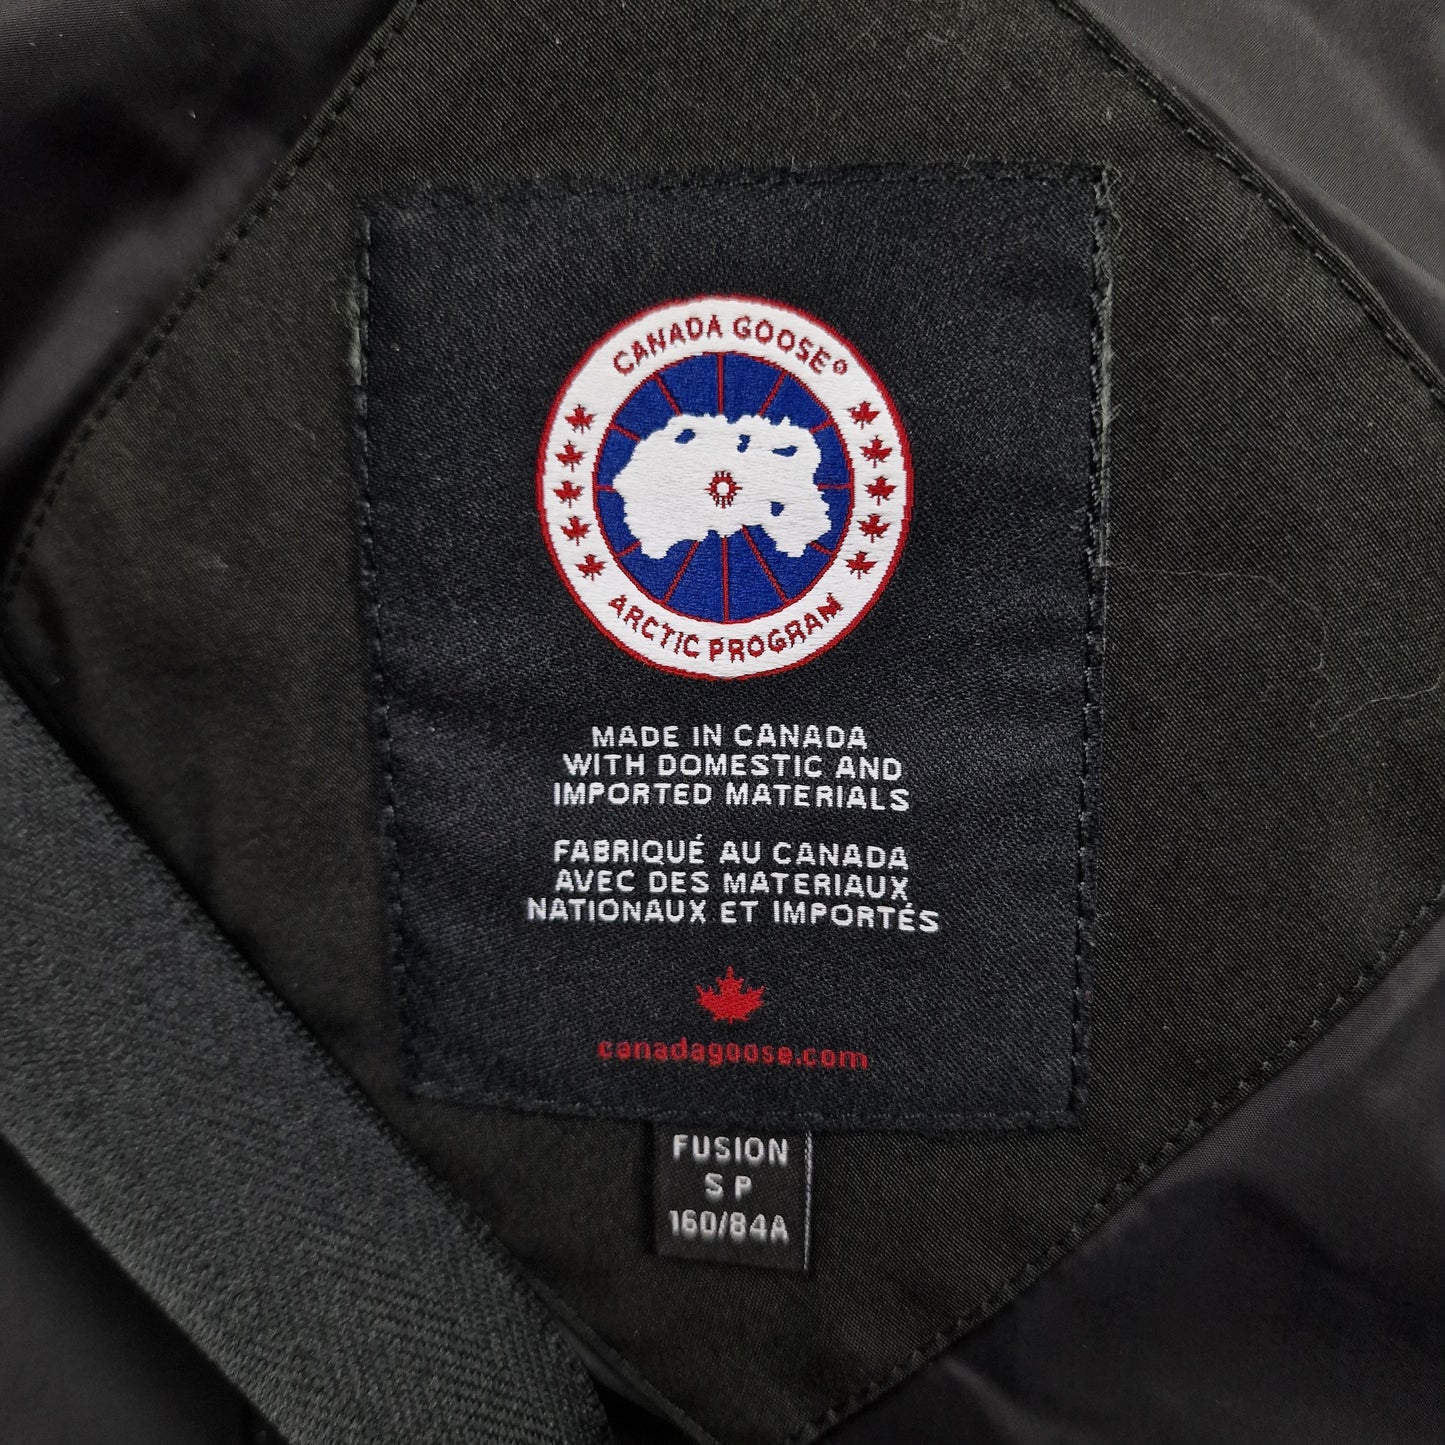 CANADA GOOSE®
ARCTIC PROGRAM
MADE IN CANADA
WITH DOMESTIC AND
IMPORTED MATERIALS
FABRIQUÉ AU CANADA
AVEC DES MATERIAUX
NATIONAUX ET IMPORTÉS
canadagoose.com
FUSION
S P
160/84A